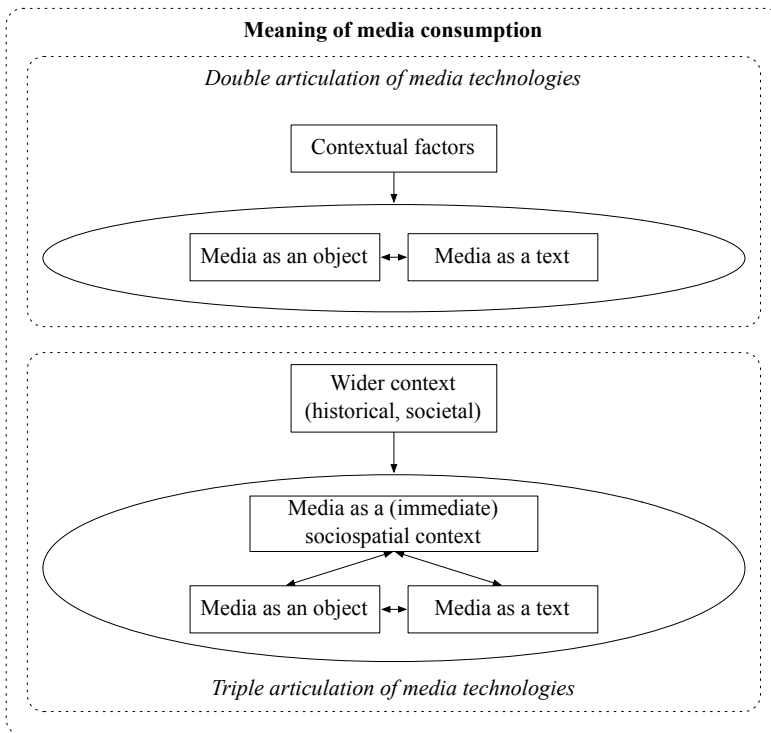 Meaning of media consumption
Double articulation of media technologies
Contextual factors
Media as an object
Media as a text
Wider context
(historical, societal)
Media as a (immediate)
sociospatial context
Media as an object
Media as a text
Triple articulation of media technologies